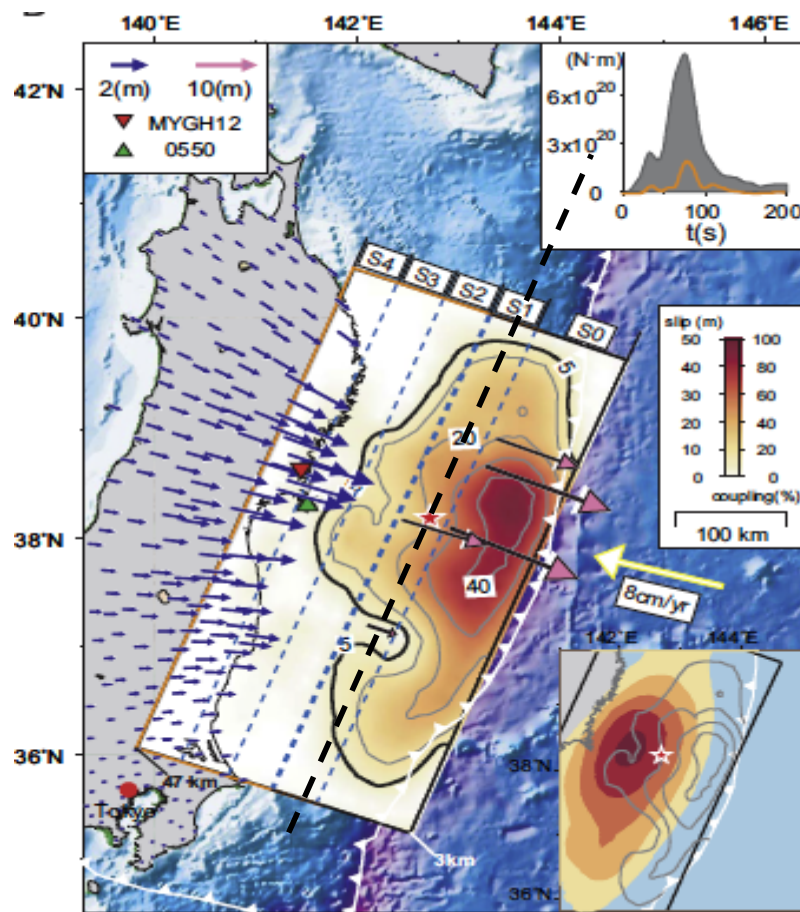 140°E 142°E 144°E 146°E
42°N
40°N
38°N
36°N
2(m) 10(m)
MYGH12
0550
(N·m)
6x10²⁰
3x10²⁰
0
0 100 200
t(s)
S4 S3 S2 S1 S0
slip (m)
50 100
40 80
30 60
20 40
10 20
0 0
coupling(%)
100 km
5
20
40
5
8cm/yr
47 km
Tokyo
3km
142°E 144°E
38°N
36°N